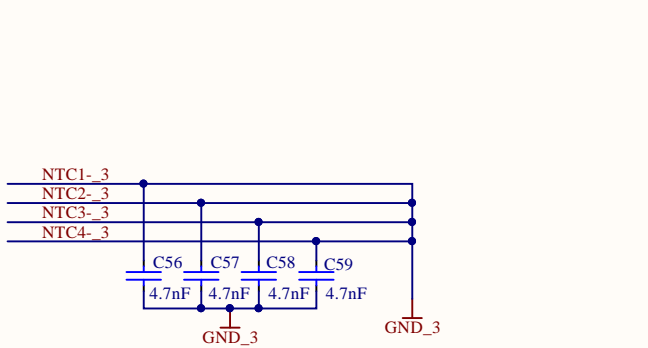 NTC1-_3
NTC2-_3
NTC3-_3
NTC4-_3
C56 C57 C58 C59
4.7nF 4.7nF 4.7nF 4.7nF
GND_3 GND_3